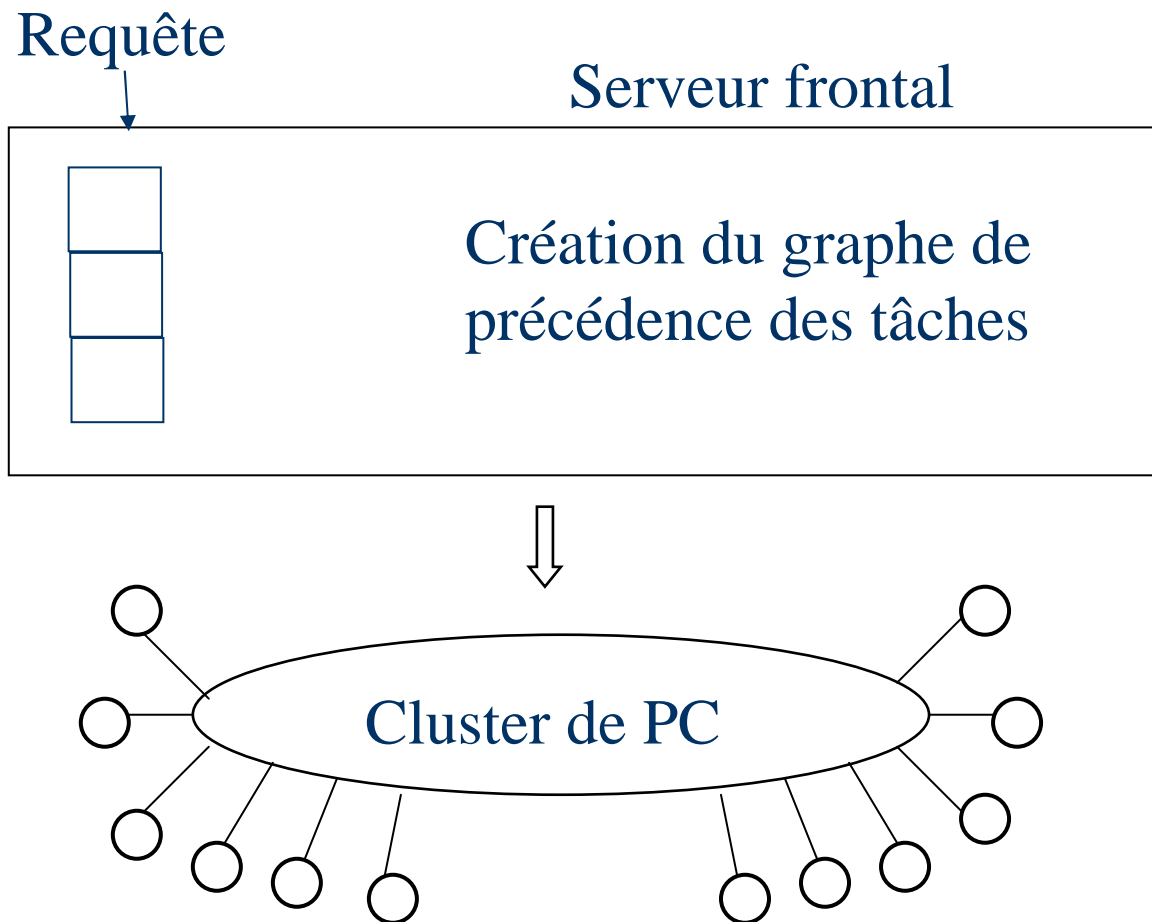 Requête
Serveur frontal
Création du graphe de
précédence des tâches
Cluster de PC